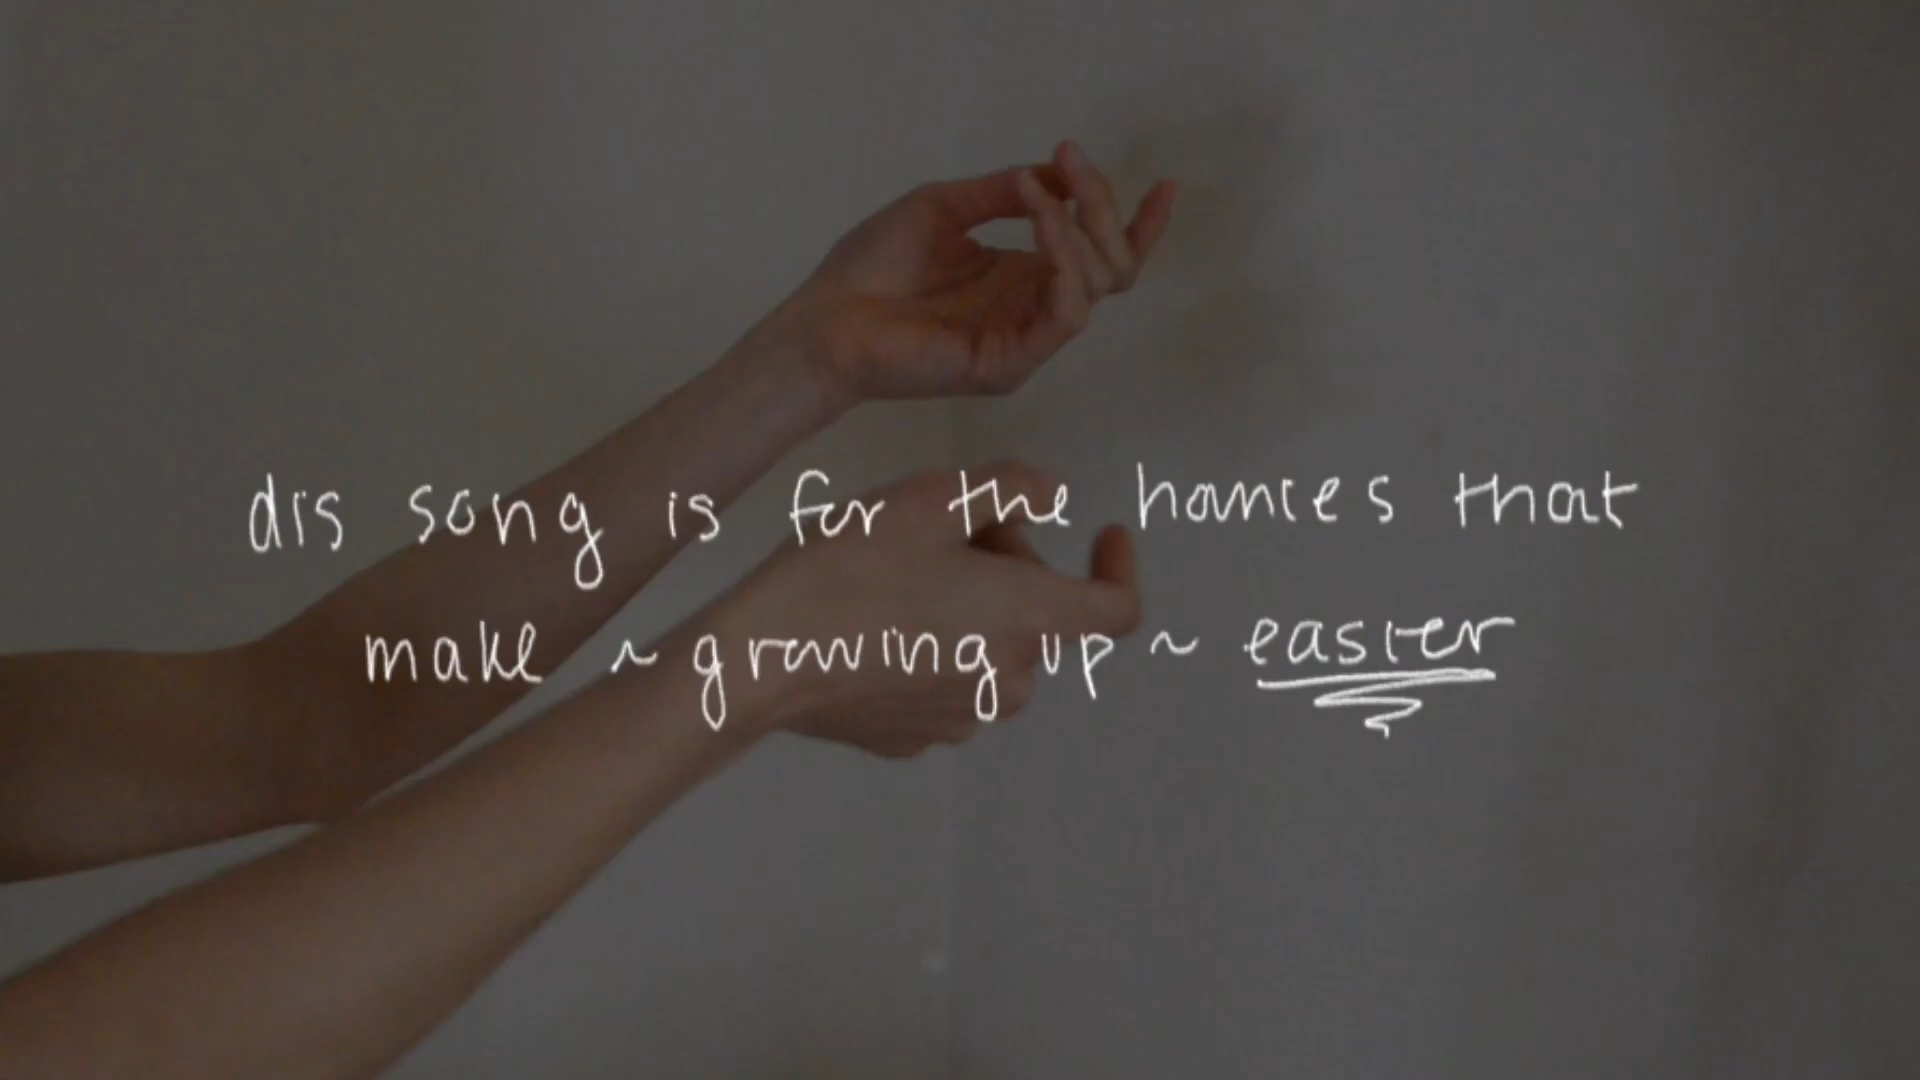 dis song is for the homies that
make ~ growing up ~ easier